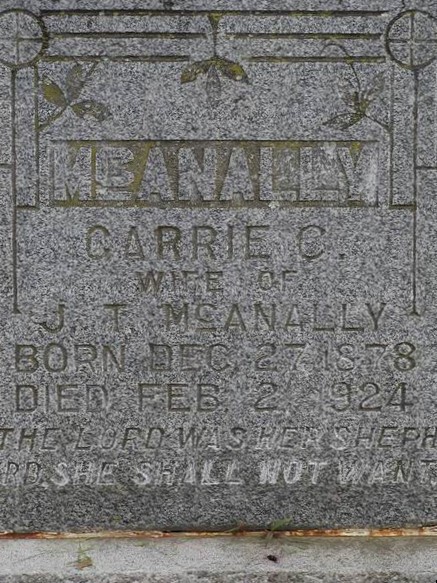 McANALLY
CARRIE C.
WIFE OF
J. T. McANALLY
BORN DEC. 27, 1878
DIED FEB. 2, 1924
THE LORD WAS HER SHEPH
RD, SHE SHALL NOT WANT.